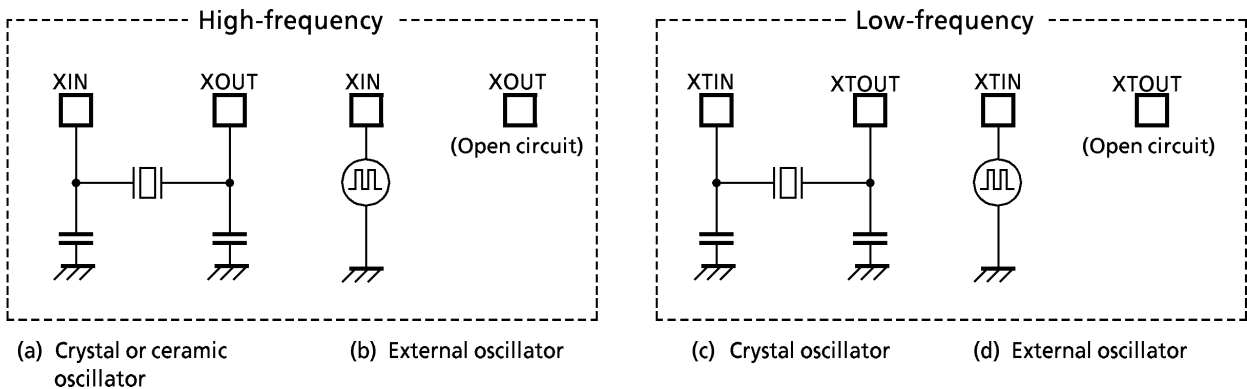 High-frequency
Low-frequency
XIN
XOUT
XIN
XOUT
XTIN
XTOUT
XTIN
XTOUT
(Open circuit)
(Open circuit)
(a) Crystal or ceramic
oscillator
(b) External oscillator
(c) Crystal oscillator
(d) External oscillator